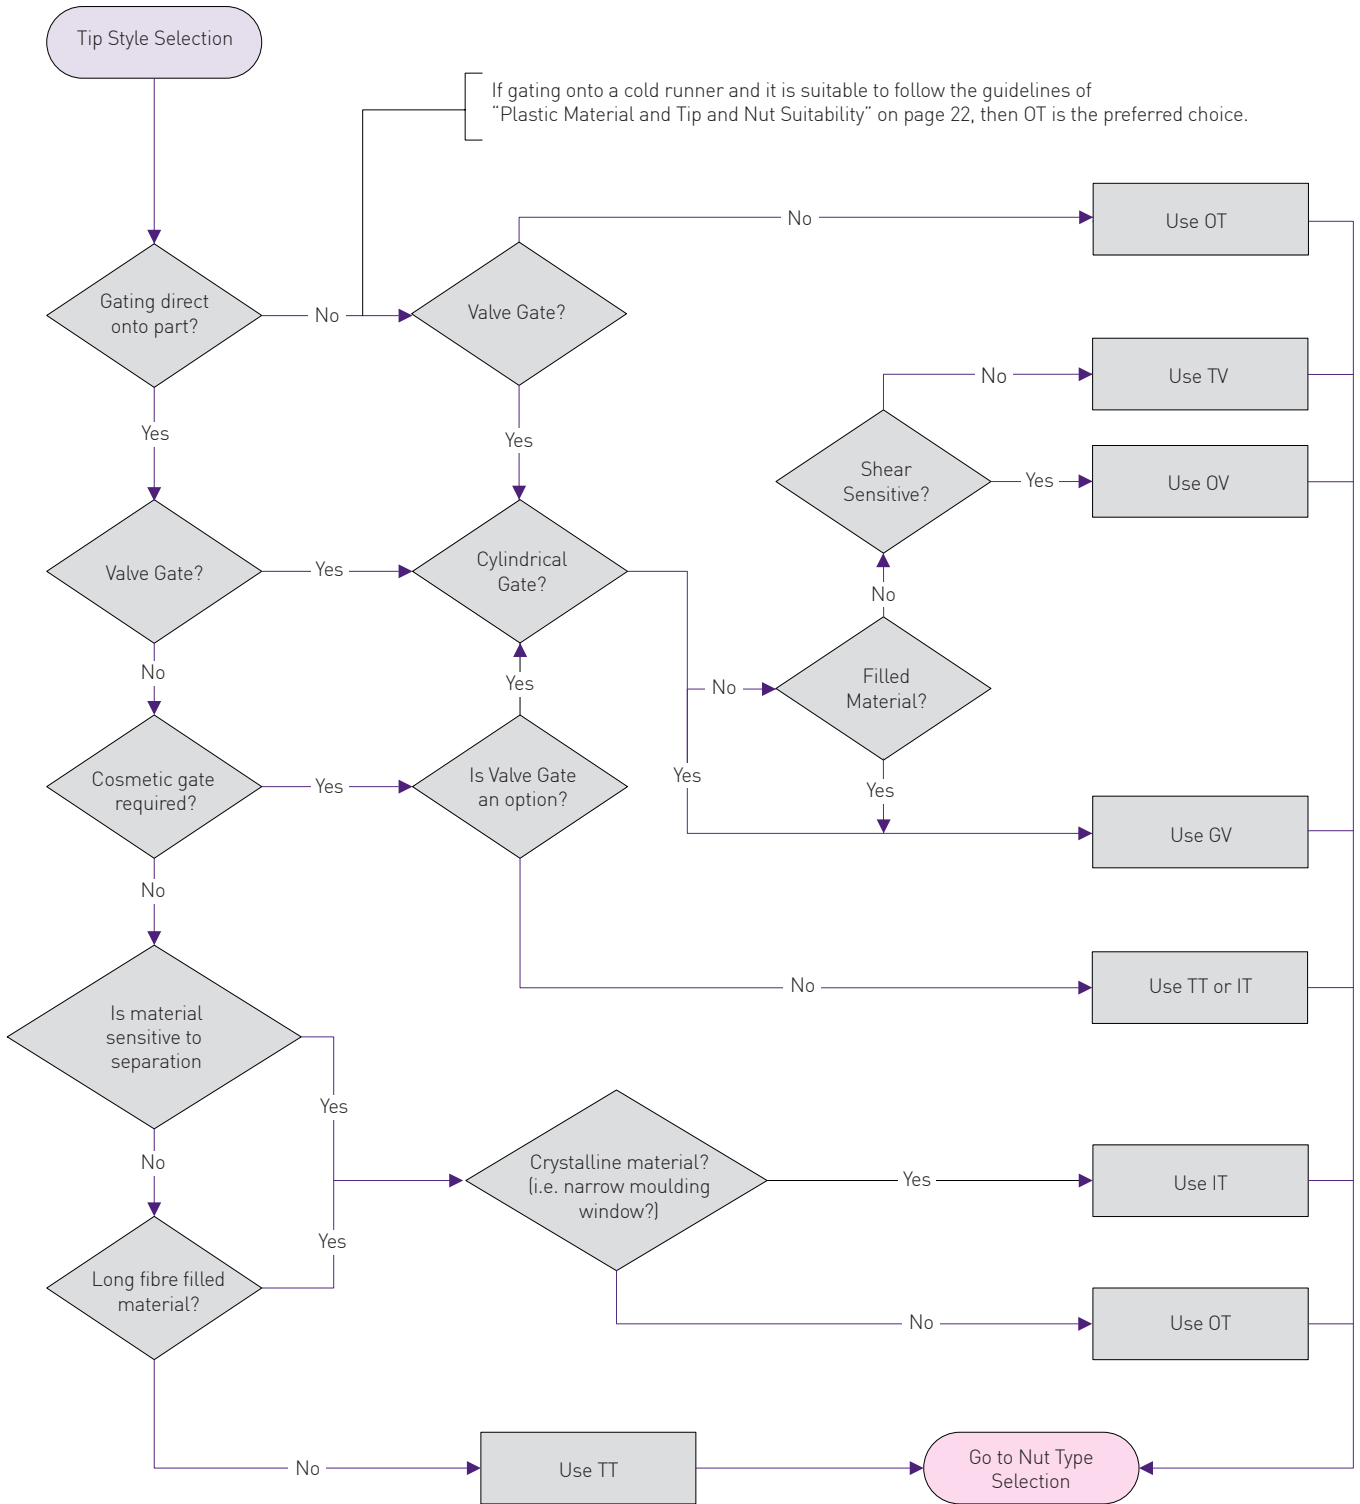 Tip Style Selection
If gating onto a cold runner and it is suitable to follow the guidelines of
“Plastic Material and Tip and Nut Suitability” on page 22, then OT is the preferred choice.
No
Use OT
Gating direct
onto part?
No
Valve Gate?
No
Use TV
Yes
Yes
Shear
Sensitive?
Yes
Use OV
Valve Gate?
Yes
Cylindrical
Gate?
No
No
Yes
No
Filled
Material?
Cosmetic gate
required?
Yes
Is Valve Gate
an option?
Yes
Yes
Use GV
No
No
Use TT or IT
Is material
sensitive to
separation
Yes
No
Crystalline material?
(i.e. narrow moulding
window?)
Yes
Use IT
Yes
Long fibre filled
material?
No
Use OT
No
Use TT
Go to Nut Type
Selection